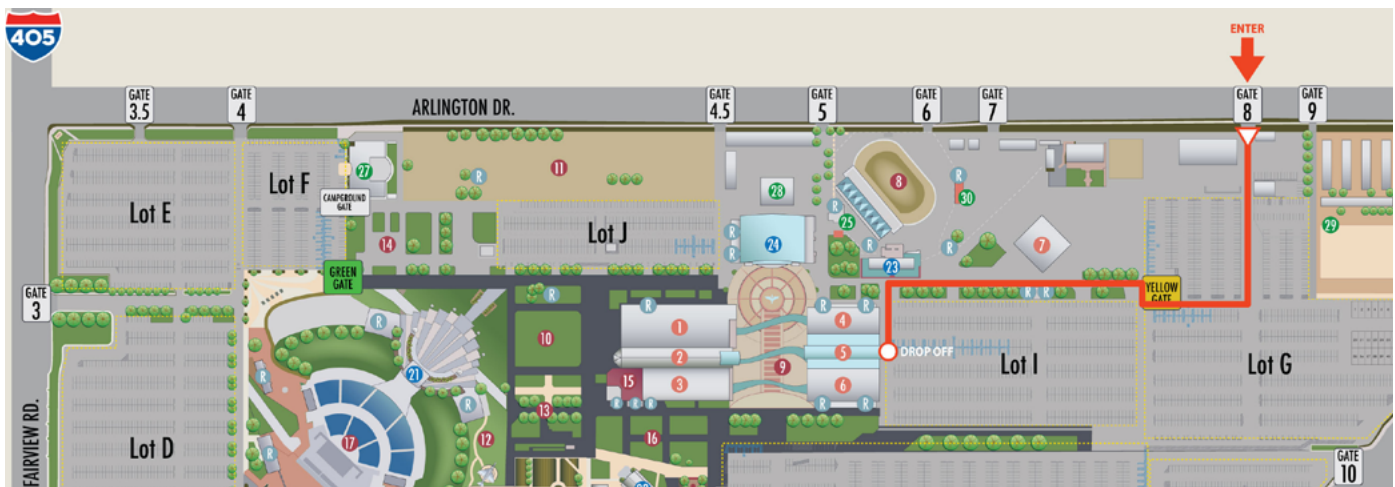 405
ENTER
GATE
3.5
GATE
4
ARLINGTON DR.
GATE
4.5
GATE
5
GATE
6
GATE
7
GATE
8
GATE
9
27
R
11
28
8
30
Lot E
Lot F
CAMPGROUND
GATE
Lot J
R
25
R
29
14
R
24
R
R
7
23
GREEN
GATE
YELLOW
GATE
GATE
3
R
R
R
R
R
R
R
10
1
4
2
5
DROP OFF
21
Lot I
Lot G
R
15
3
9
6
R
13
R
R
R
R
R
FAIRVIEW RD.
Lot D
17
12
16
R
GATE
10